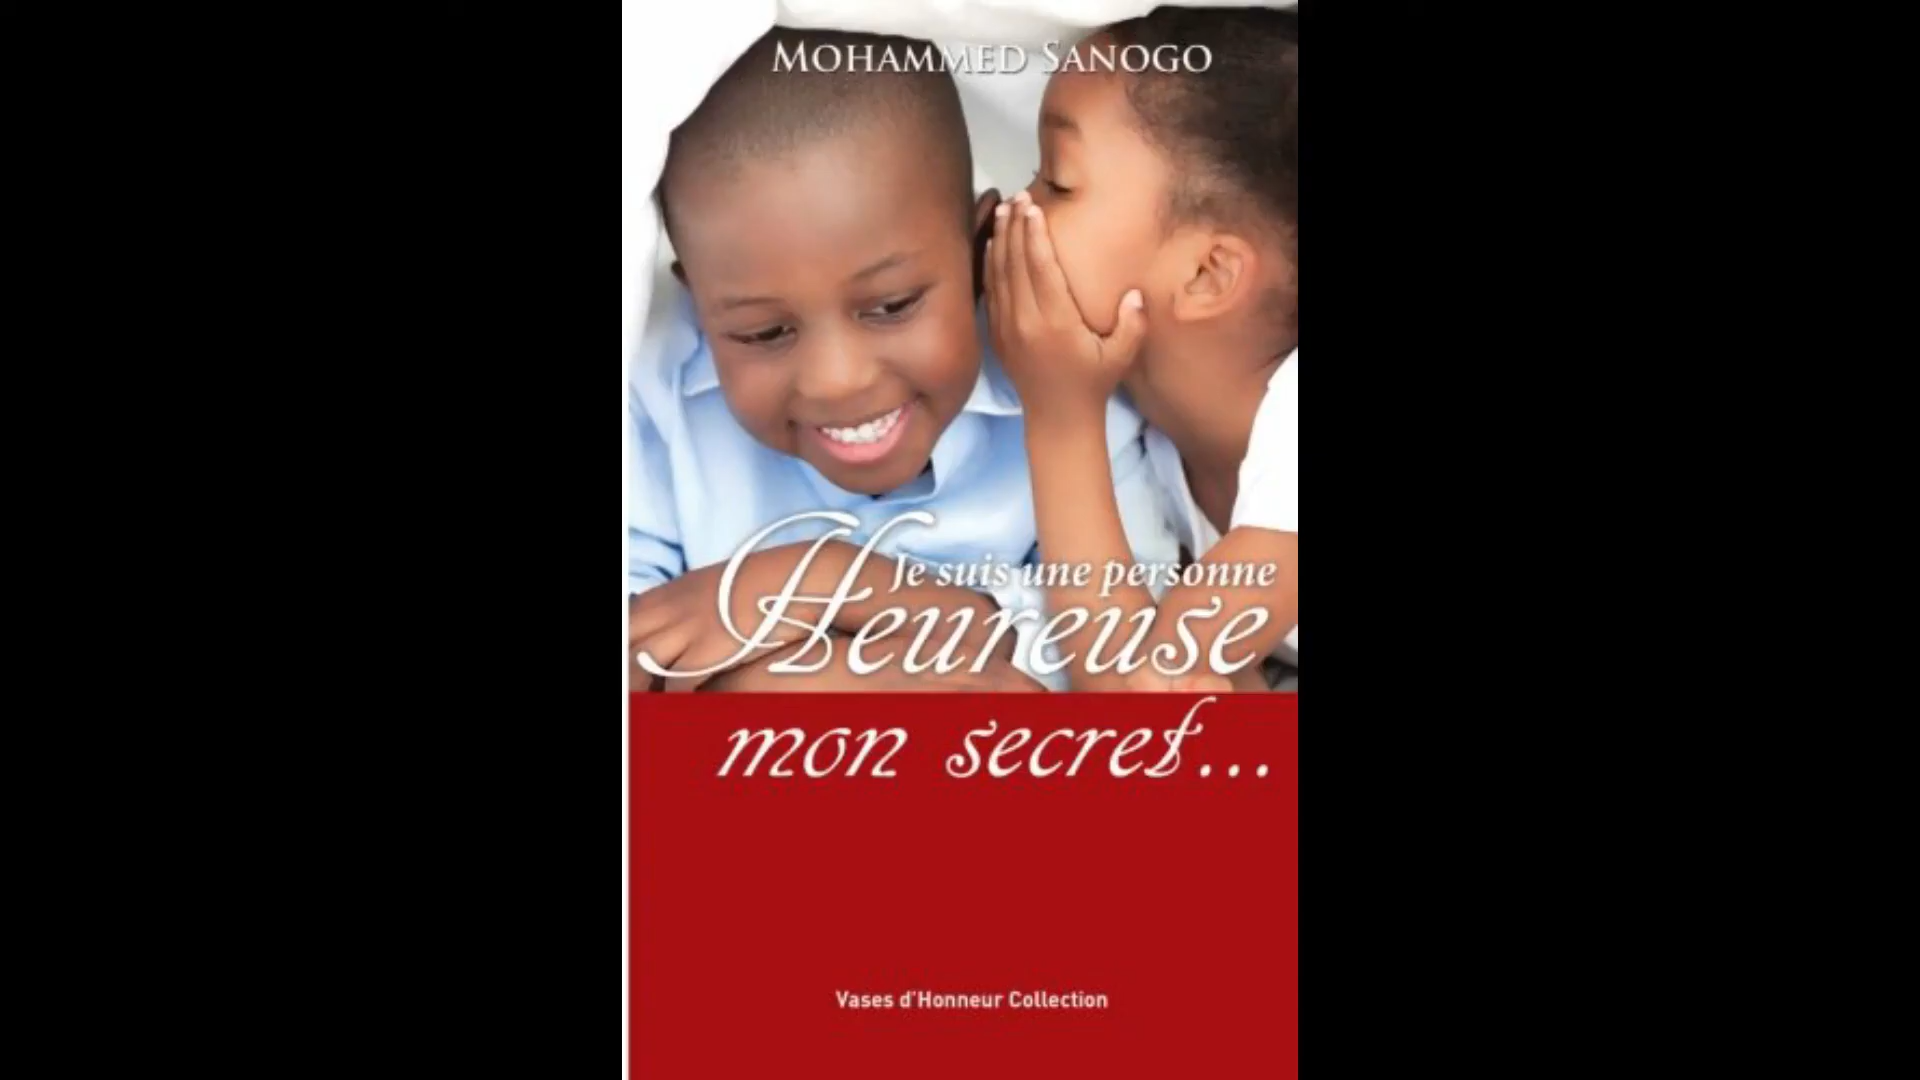 MOHAMMED SANOGO
Je suis une personne
Heureuse
mon secret...
Vases d'Honneur Collection